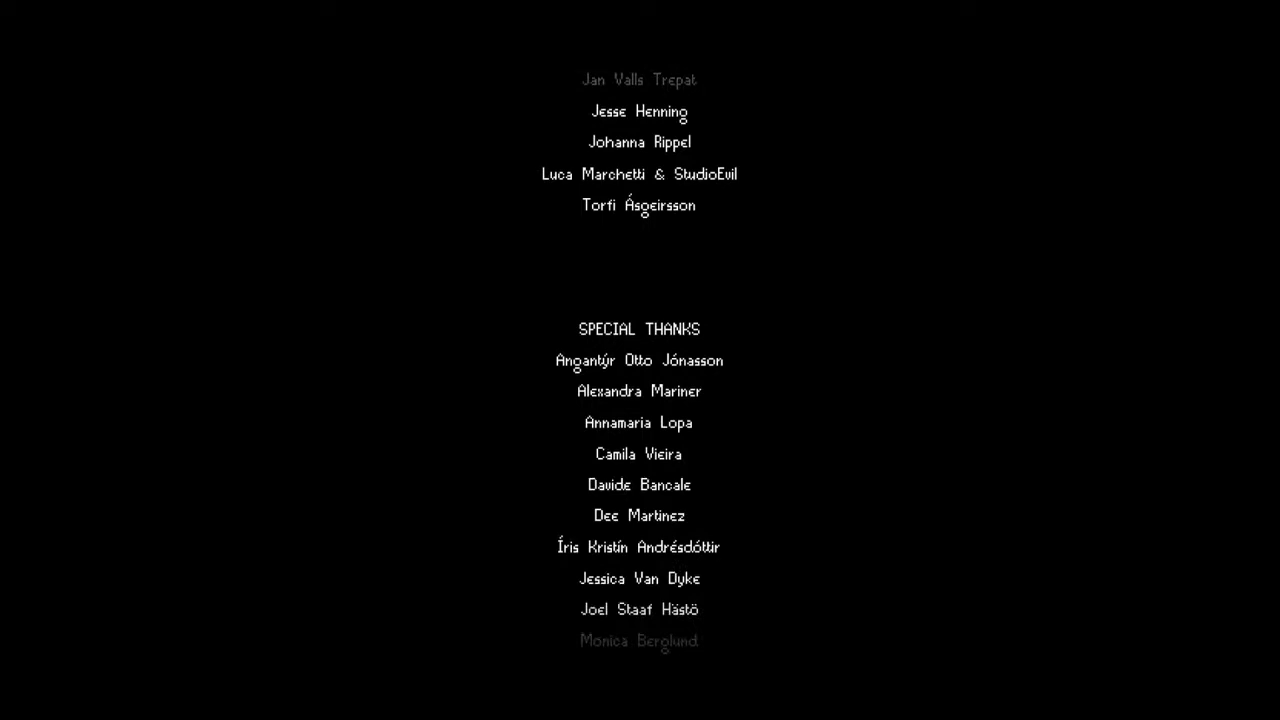 Jan Valls Trepat
Jesse Henning
Johanna Rippel
Luca Marchetti & StudioEvil
Torfi Ásgeirsson
SPECIAL THANKS
Angantýr Otto Jónasson
Alexandra Mariner
Annamaria Lopa
Camila Vieira
Davide Bancale
Dee Martinez
Íris Kristín Andrésdóttir
Jessica Van Dyke
Joel Staaf Hästö
Monica Berglund